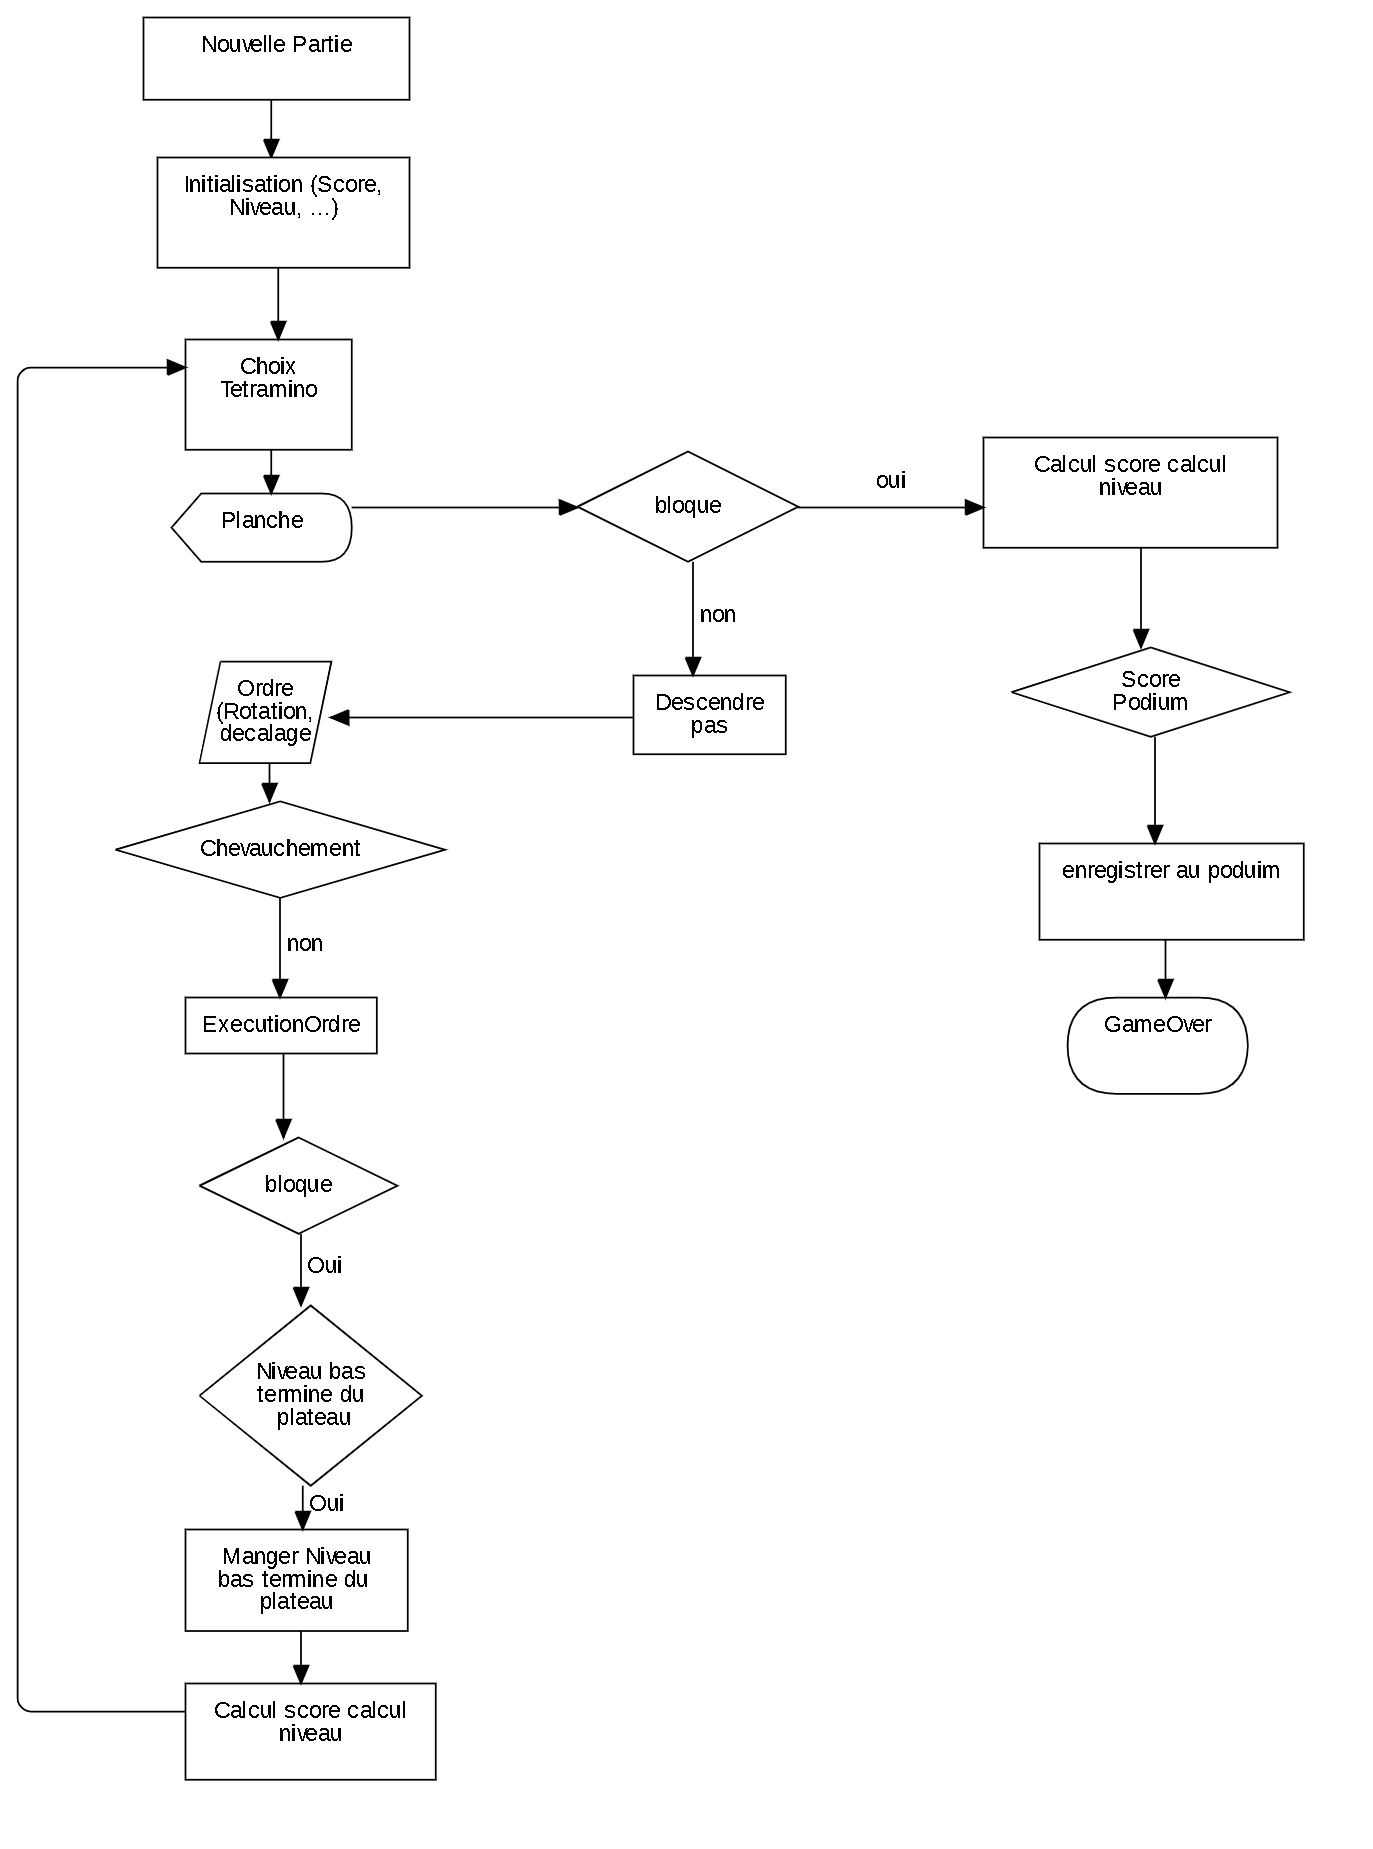 Nouvelle Partie
Initialisation (Score,
Niveau, ...)
Choix
Tetramino
Planche
bloque
oui
Calcul score calcul
niveau
non
Descendre
pas
Ordre
(Rotation,
decalage
Score
Podium
Chevauchement
enregistrer au poduim
non
ExecutionOrdre
GameOver
bloque
Oui
Niveau bas
termine du
plateau
Oui
Manger Niveau
bas termine du
plateau
Calcul score calcul
niveau